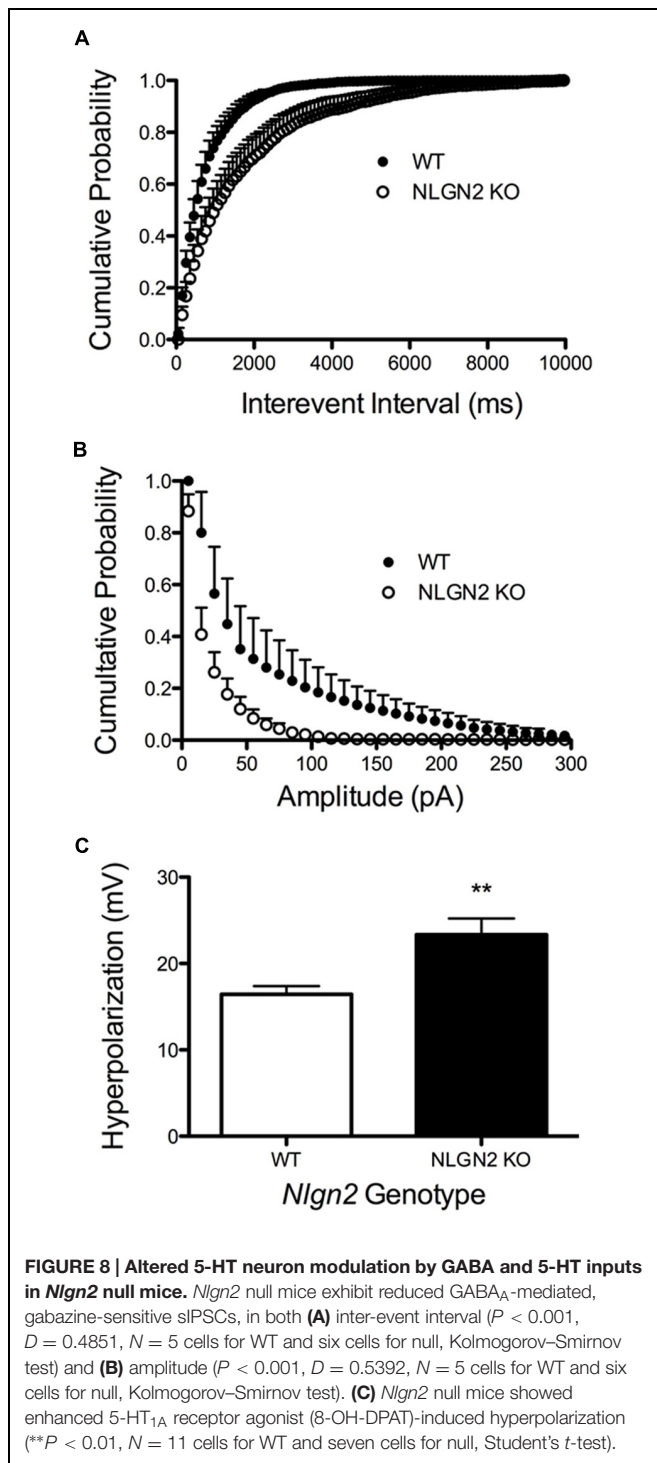 A
Cumulative Probability
1.0
0.8
0.6
0.4
0.2
0.0
WT
NLGN2 KO
0 2000 4000 6000 8000 10000
Interevent Interval (ms)
B
Cumultative Probability
1.0
0.8
0.6
0.4
0.2
0.0
WT
NLGN2 KO
0 50 100 150 200 250 300
Amplitude (pA)
C
Hyperpolarization (mV)
30
20
10
0
**
WT NLGN2 KO
Nlgn2 Genotype
FIGURE 8 | Altered 5-HT neuron modulation by GABA and 5-HT inputs
in Nlgn2 null mice. Nlgn2 null mice exhibit reduced GABA_A-mediated,
gabazine-sensitive sIPSCs, in both (A) inter-event interval (P < 0.001,
D = 0.4851, N = 5 cells for WT and six cells for null, Kolmogorov–Smirnov
test) and (B) amplitude (P < 0.001, D = 0.5392, N = 5 cells for WT and six
cells for null, Kolmogorov–Smirnov test). (C) Nlgn2 null mice showed
enhanced 5-HT1A receptor agonist (8-OH-DPAT)-induced hyperpolarization
(**P < 0.01, N = 11 cells for WT and seven cells for null, Student's t-test).